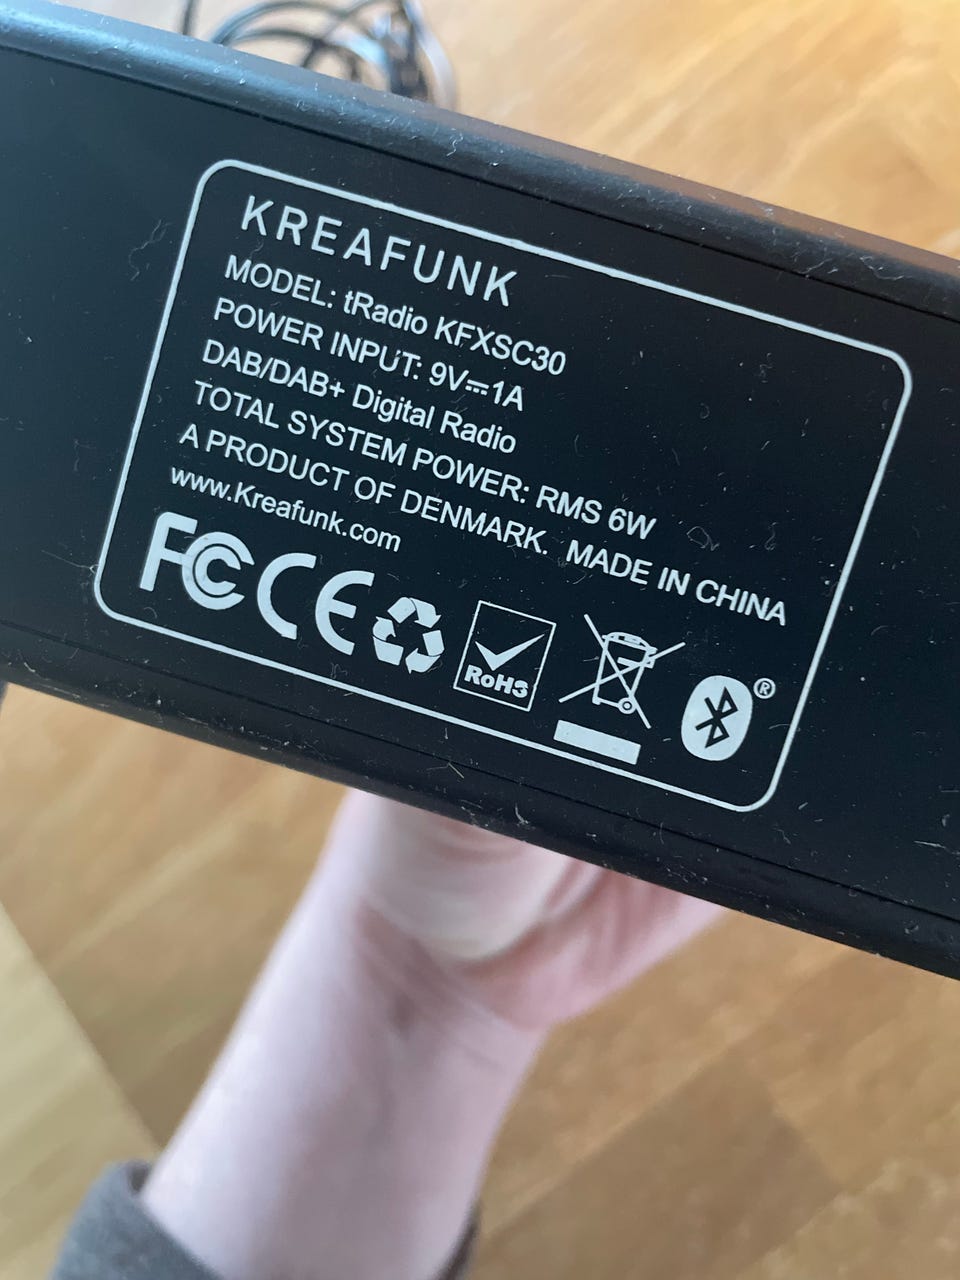 KREAFUNK
MODEL: tRadio KFXSC30
POWER INPUT: 9V⎓1A
DAB/DAB+ Digital Radio
TOTAL SYSTEM POWER: RMS 6W
A PRODUCT OF DENMARK. MADE IN CHINA
www.Kreafunk.com
FC CE RoHS ®